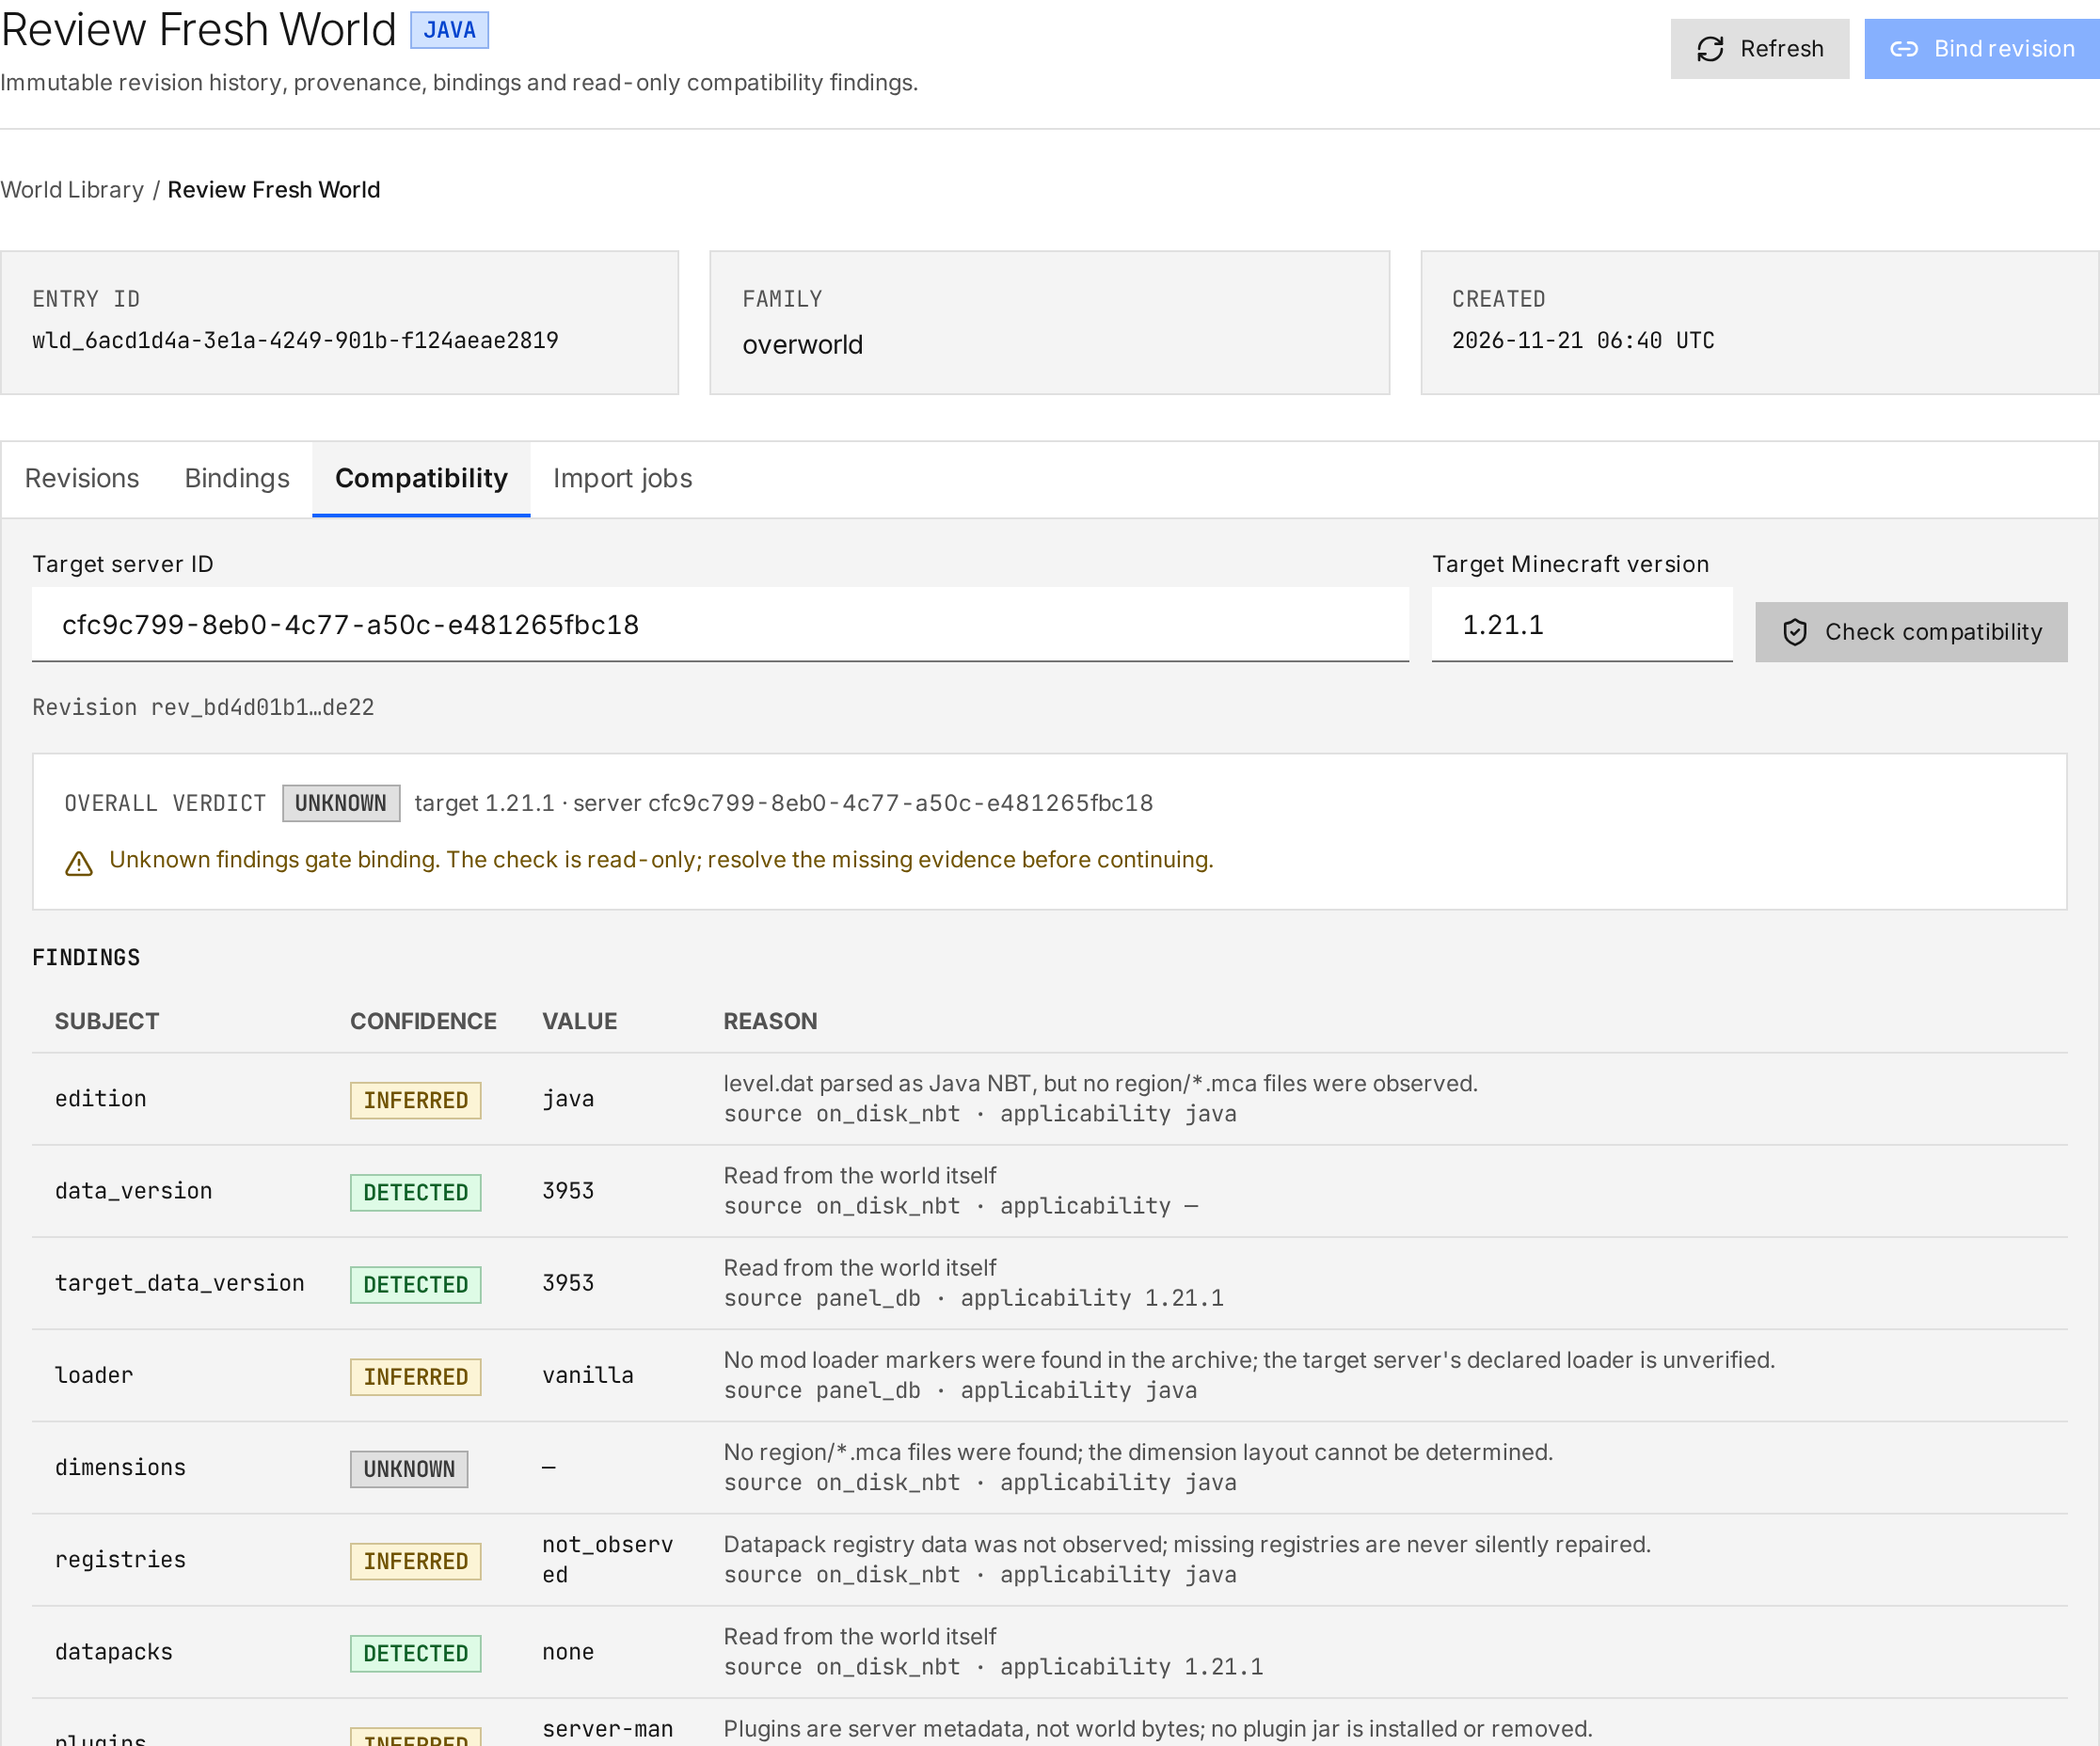 Review Fresh World JAVA
Refresh
Bind revision
Immutable revision history, provenance, bindings and read-only compatibility findings.
World Library / Review Fresh World
ENTRY ID
wld_6acd1d4a-3e1a-4249-901b-f124aeae2819
FAMILY
overworld
CREATED
2026-11-21 06:40 UTC
Revisions Bindings Compatibility Import jobs
Target server ID
cfc9c799-8eb0-4c77-a50c-e481265fbc18
Target Minecraft version
1.21.1
Check compatibility
Revision rev_bd4d01b1…de22
OVERALL VERDICT UNKNOWN target 1.21.1 · server cfc9c799-8eb0-4c77-a50c-e481265fbc18
Unknown findings gate binding. The check is read-only; resolve the missing evidence before continuing.
FINDINGS
SUBJECT CONFIDENCE VALUE REASON
edition INFERRED java
level.dat parsed as Java NBT, but no region/*.mca files were observed.
source on_disk_nbt · applicability java
data_version DETECTED 3953
Read from the world itself
source on_disk_nbt · applicability —
target_data_version DETECTED 3953
Read from the world itself
source panel_db · applicability 1.21.1
loader INFERRED vanilla
No mod loader markers were found in the archive; the target server's declared loader is unverified.
source panel_db · applicability java
dimensions UNKNOWN —
No region/*.mca files were found; the dimension layout cannot be determined.
source on_disk_nbt · applicability java
registries INFERRED
not_observ
ed
Datapack registry data was not observed; missing registries are never silently repaired.
source on_disk_nbt · applicability java
datapacks DETECTED none
Read from the world itself
source on_disk_nbt · applicability 1.21.1
plugins INFERRED
server-man
Plugins are server metadata, not world bytes; no plugin jar is installed or removed.